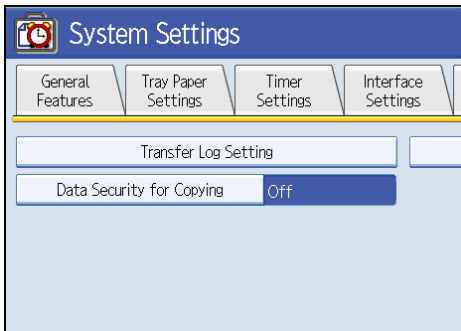 System Settings
General Features
Tray Paper Settings
Timer Settings
Interface Settings
Transfer Log Setting
Data Security for Copying Off